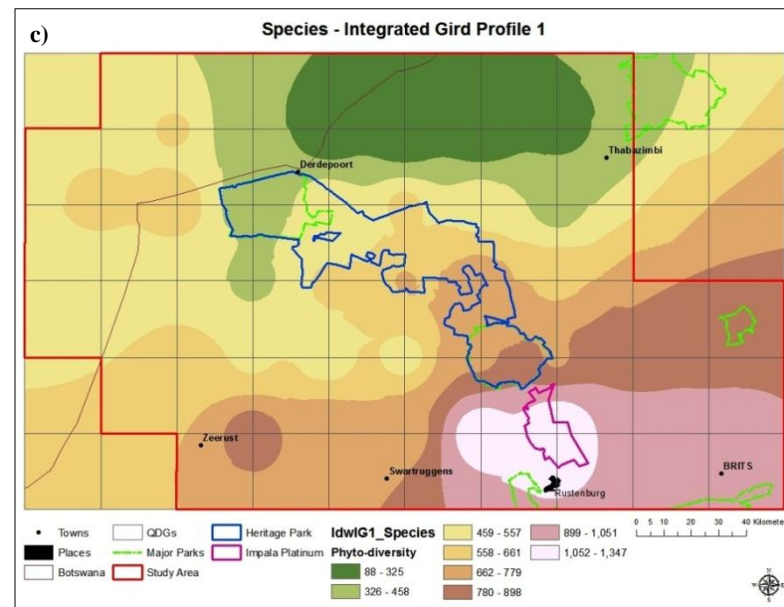 c)
Species - Integrated Gird Profile 1
Derdepoort
Thabazimbi
Zeerust
Swartruggens
Rustenburg
BRITS
Towns
Places
Botswana
QDGs
Major Parks
Study Area
Heritage Park
Impala Platinum
IdwIG1_Species
Phyto-diversity
88 - 325
326 - 458
459 - 557
558 - 661
662 - 779
780 - 898
899 - 1,051
1,052 - 1,347
0 5 10 20 30 40
Kilomete